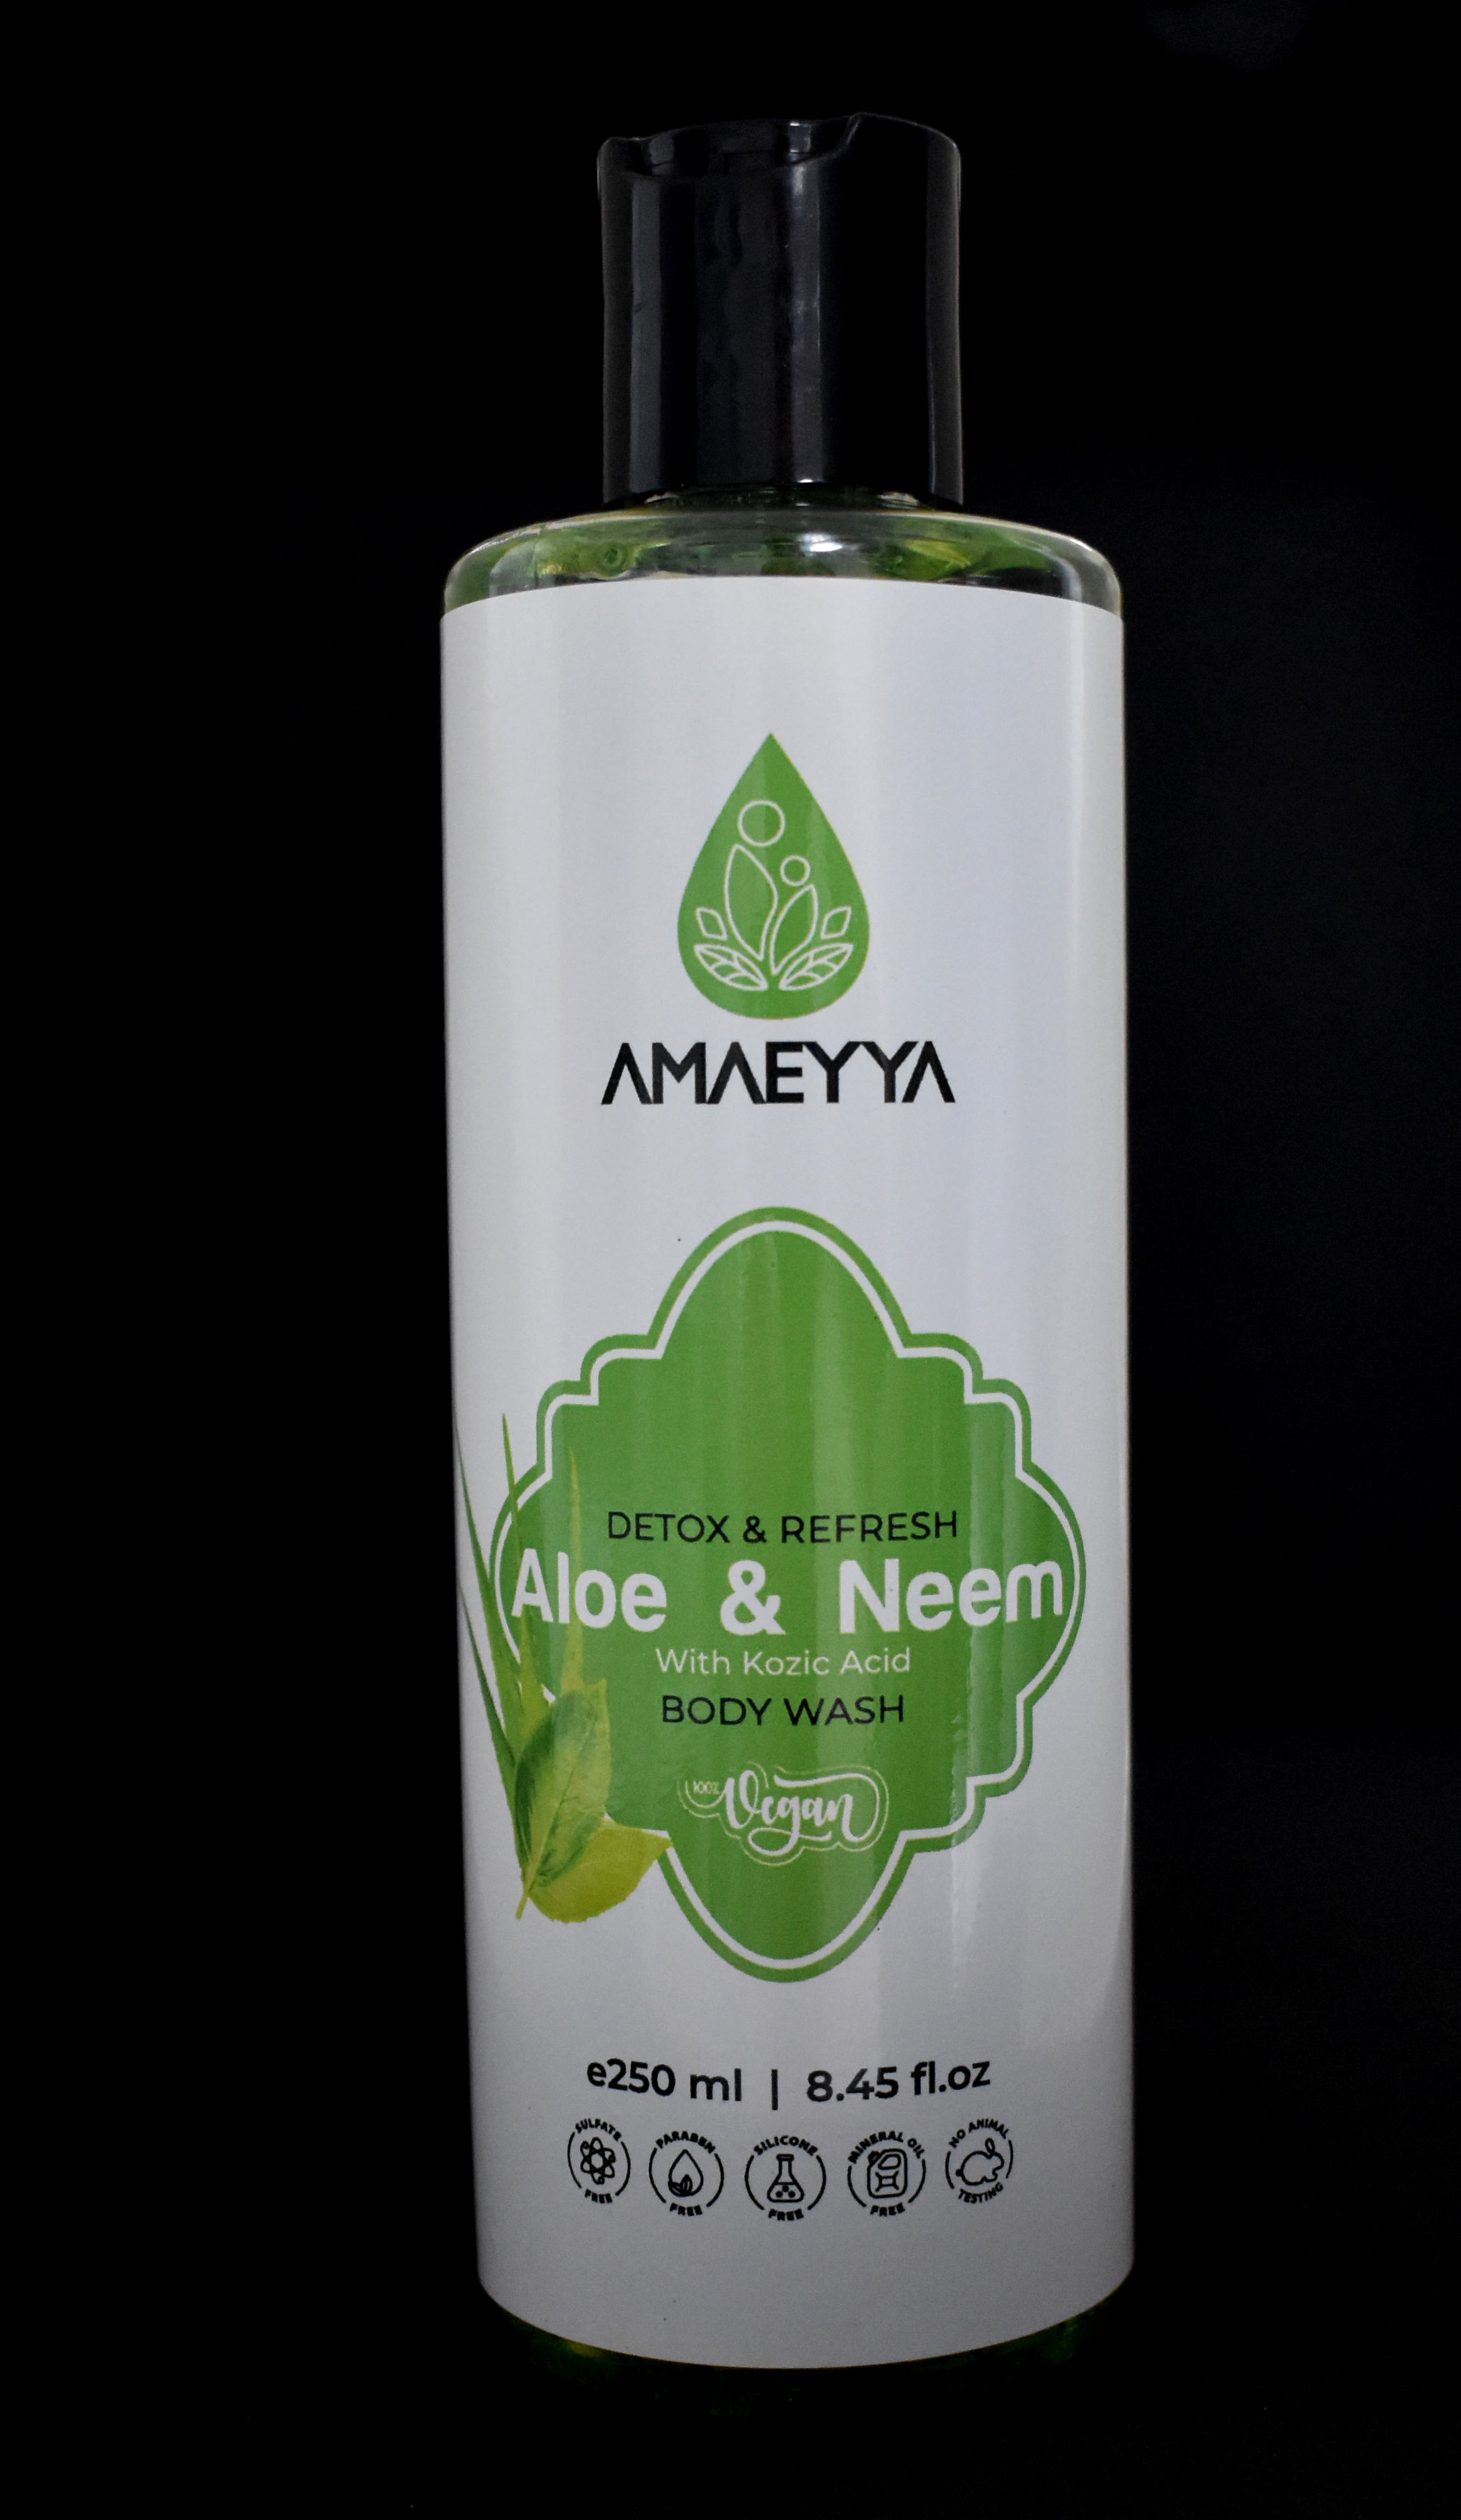 AMAEYYA
DETOX & REFRESH
Aloe & Neem
With Kozic Acid
BODY WASH
100%
Vegan
e250 ml | 8.45 fl.oz
SULFATE FREE
PARABEN FREE
SILICONE FREE
MINERAL OIL FREE
NO ANIMAL TESTING